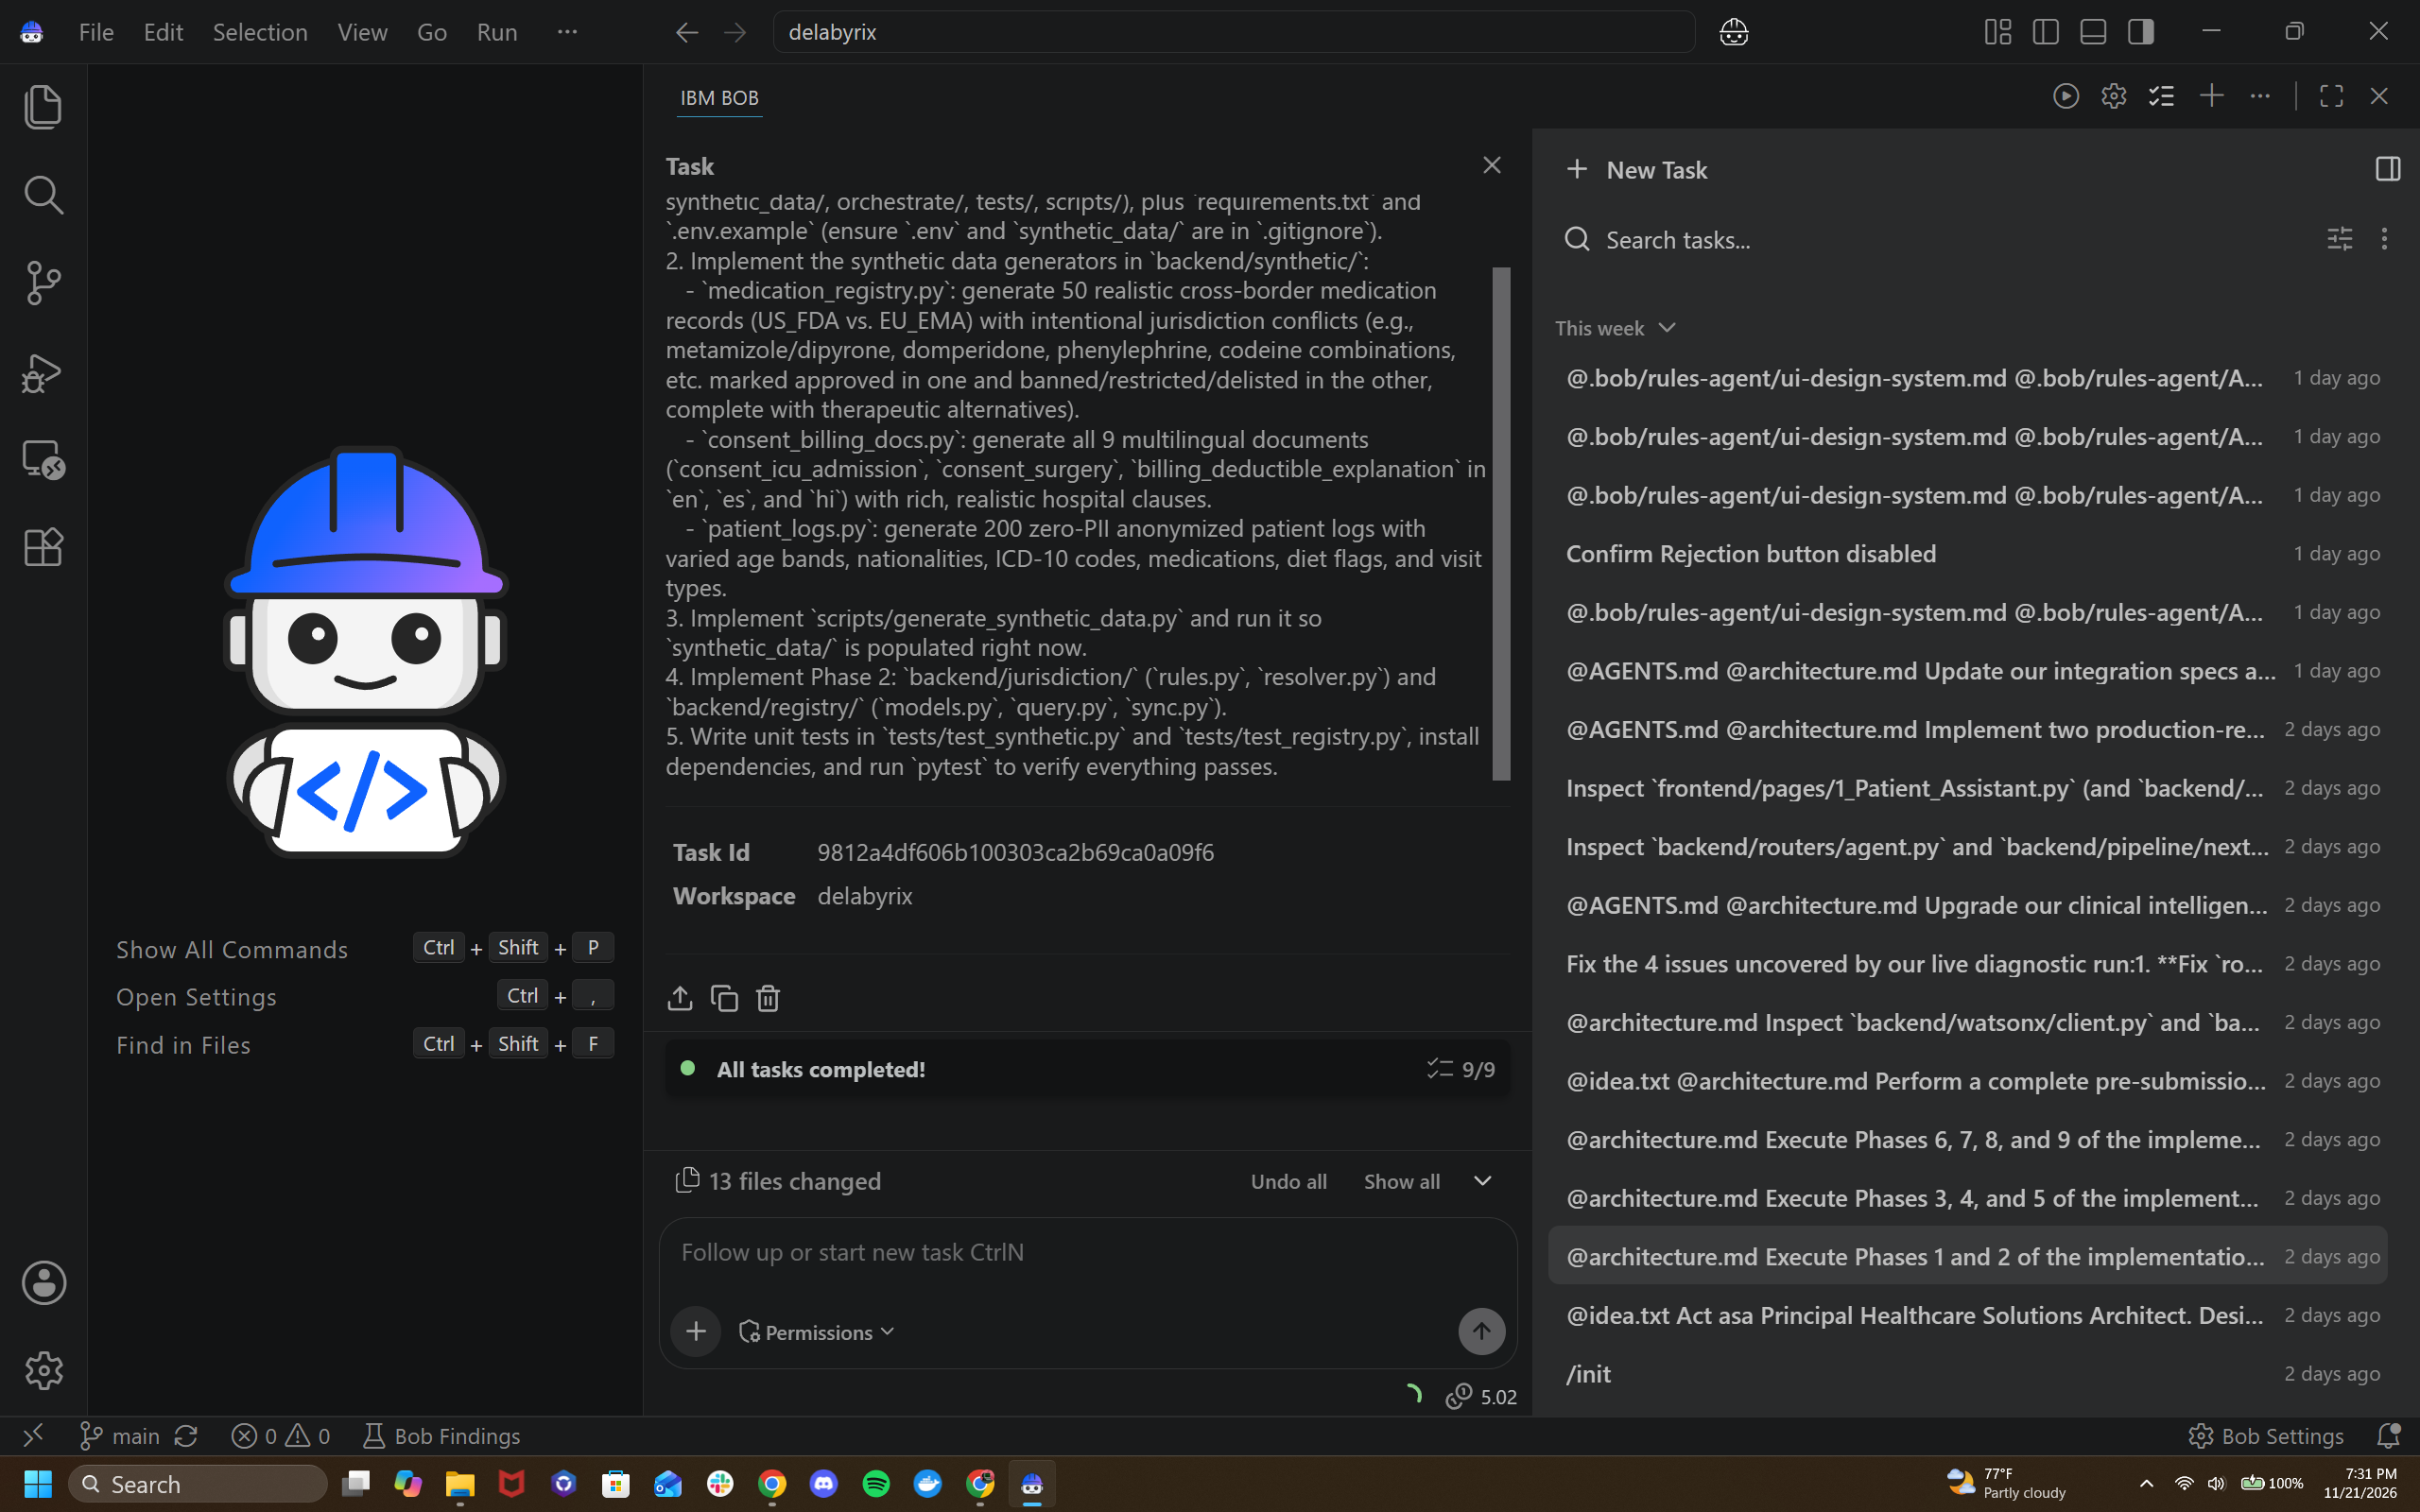 File Edit Selection View Go Run ···
delabyrix
IBM BOB
Task
synthetic_data/, orchestrate/, tests/, scripts/), plus `requirements.txt` and
`.env.example` (ensure `.env` and `synthetic_data/` are in `.gitignore`).
2. Implement the synthetic data generators in `backend/synthetic/`:
- `medication_registry.py`: generate 50 realistic cross-border medication
records (US_FDA vs. EU_EMA) with intentional jurisdiction conflicts (e.g.,
metamizole/dipyrone, domperidone, phenylephrine, codeine combinations,
etc. marked approved in one and banned/restricted/delisted in the other,
complete with therapeutic alternatives).
- `consent_billing_docs.py`: generate all 9 multilingual documents
(`consent_icu_admission`, `consent_surgery`, `billing_deductible_explanation` in
`en`, `es`, and `hi`) with rich, realistic hospital clauses.
- `patient_logs.py`: generate 200 zero-PII anonymized patient logs with
varied age bands, nationalities, ICD-10 codes, medications, diet flags, and visit
types.
3. Implement `scripts/generate_synthetic_data.py` and run it so
`synthetic_data/` is populated right now.
4. Implement Phase 2: `backend/jurisdiction/` (`rules.py`, `resolver.py`) and
`backend/registry/` (`models.py`, `query.py`, `sync.py`).
5. Write unit tests in `tests/test_synthetic.py` and `tests/test_registry.py`, install
dependencies, and run `pytest` to verify everything passes.
Task Id 9812a4df606b100303ca2b69ca0a09f6
Workspace delabyrix
All tasks completed! 9/9
13 files changed Undo all Show all
Follow up or start new task CtrlN
Permissions
5.02
Show All Commands Ctrl + Shift + P
Open Settings Ctrl + ,
Find in Files Ctrl + Shift + F
New Task
Search tasks...
This week
@.bob/rules-agent/ui-design-system.md @.bob/rules-agent/A... 1 day ago
@.bob/rules-agent/ui-design-system.md @.bob/rules-agent/A... 1 day ago
@.bob/rules-agent/ui-design-system.md @.bob/rules-agent/A... 1 day ago
Confirm Rejection button disabled 1 day ago
@.bob/rules-agent/ui-design-system.md @.bob/rules-agent/A... 1 day ago
@AGENTS.md @architecture.md Update our integration specs a... 1 day ago
@AGENTS.md @architecture.md Implement two production-re... 2 days ago
Inspect `frontend/pages/1_Patient_Assistant.py` (and `backend/... 2 days ago
Inspect `backend/routers/agent.py` and `backend/pipeline/next... 2 days ago
@AGENTS.md @architecture.md Upgrade our clinical intelligen... 2 days ago
Fix the 4 issues uncovered by our live diagnostic run:1. **Fix `ro... 2 days ago
@architecture.md Inspect `backend/watsonx/client.py` and `ba... 2 days ago
@idea.txt @architecture.md Perform a complete pre-submissio... 2 days ago
@architecture.md Execute Phases 6, 7, 8, and 9 of the impleme... 2 days ago
@architecture.md Execute Phases 3, 4, and 5 of the implement... 2 days ago
@architecture.md Execute Phases 1 and 2 of the implementatio... 2 days ago
@idea.txt Act asa Principal Healthcare Solutions Architect. Desi... 2 days ago
/init 2 days ago
main 0 0 Bob Findings
Bob Settings
Search
77°F
Partly cloudy
100%
7:31 PM
11/21/2026